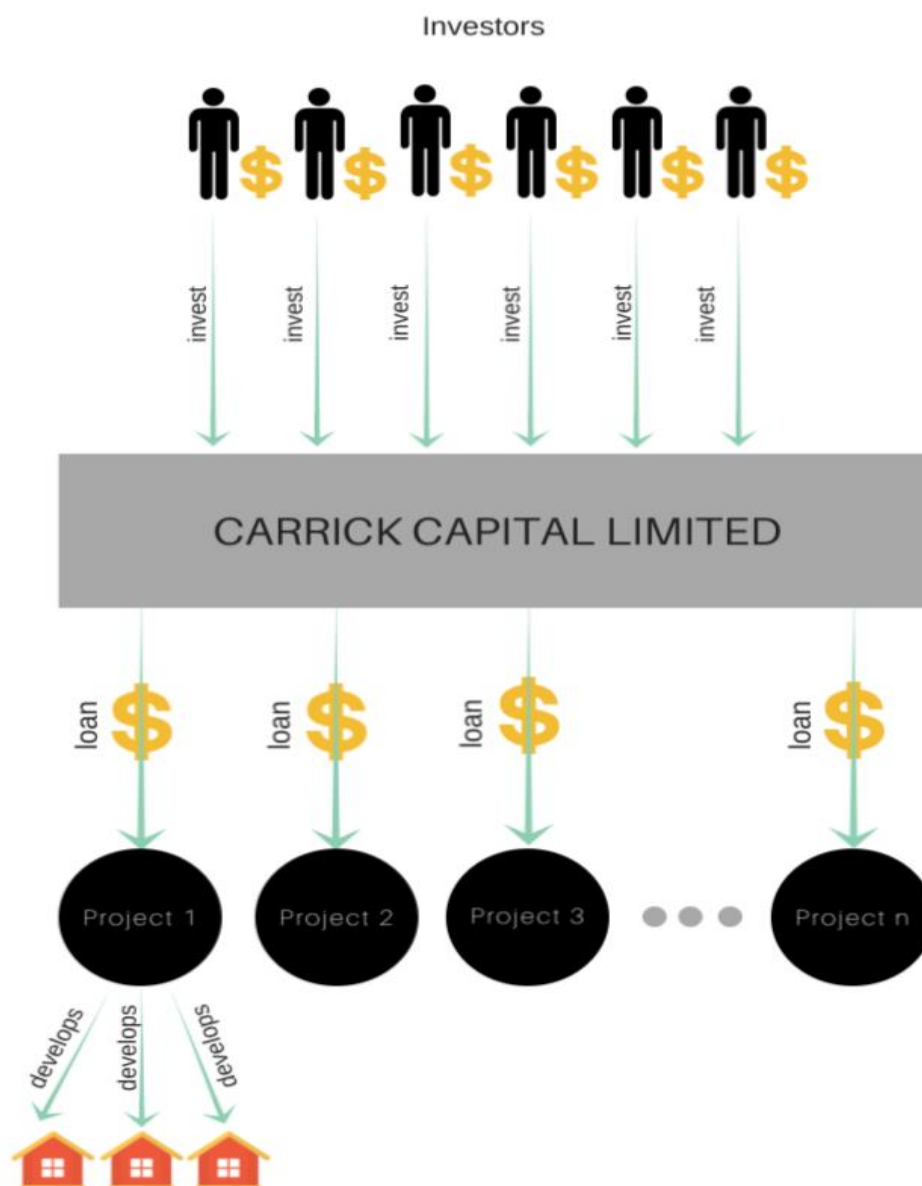 Investors
invest
invest
invest
invest
invest
invest
CARRICK CAPITAL LIMITED
loan
loan
loan
loan
Project 1
Project 2
Project 3
Project n
develops
develops
develops